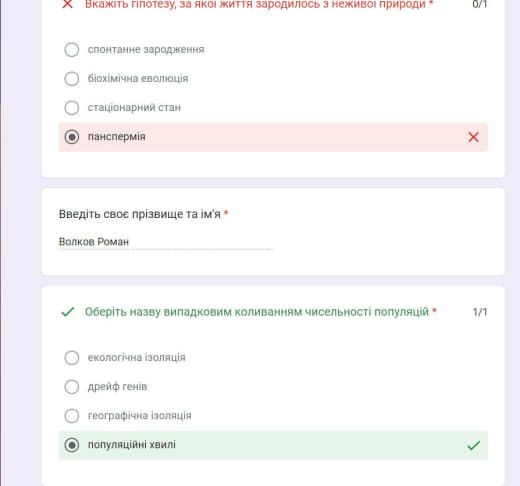 Вкажіть гіпотезу, за якої життя зародилось з неживої природи * 0/1
спонтанне зародження
біохімічна еволюція
стаціонарний стан
панспермія
Введіть своє прізвище та ім'я *
Волков Роман
Оберіть назву випадковим коливанням чисельності популяцій * 1/1
екологічна ізоляція
дрейф генів
географічна ізоляція
популяційні хвилі